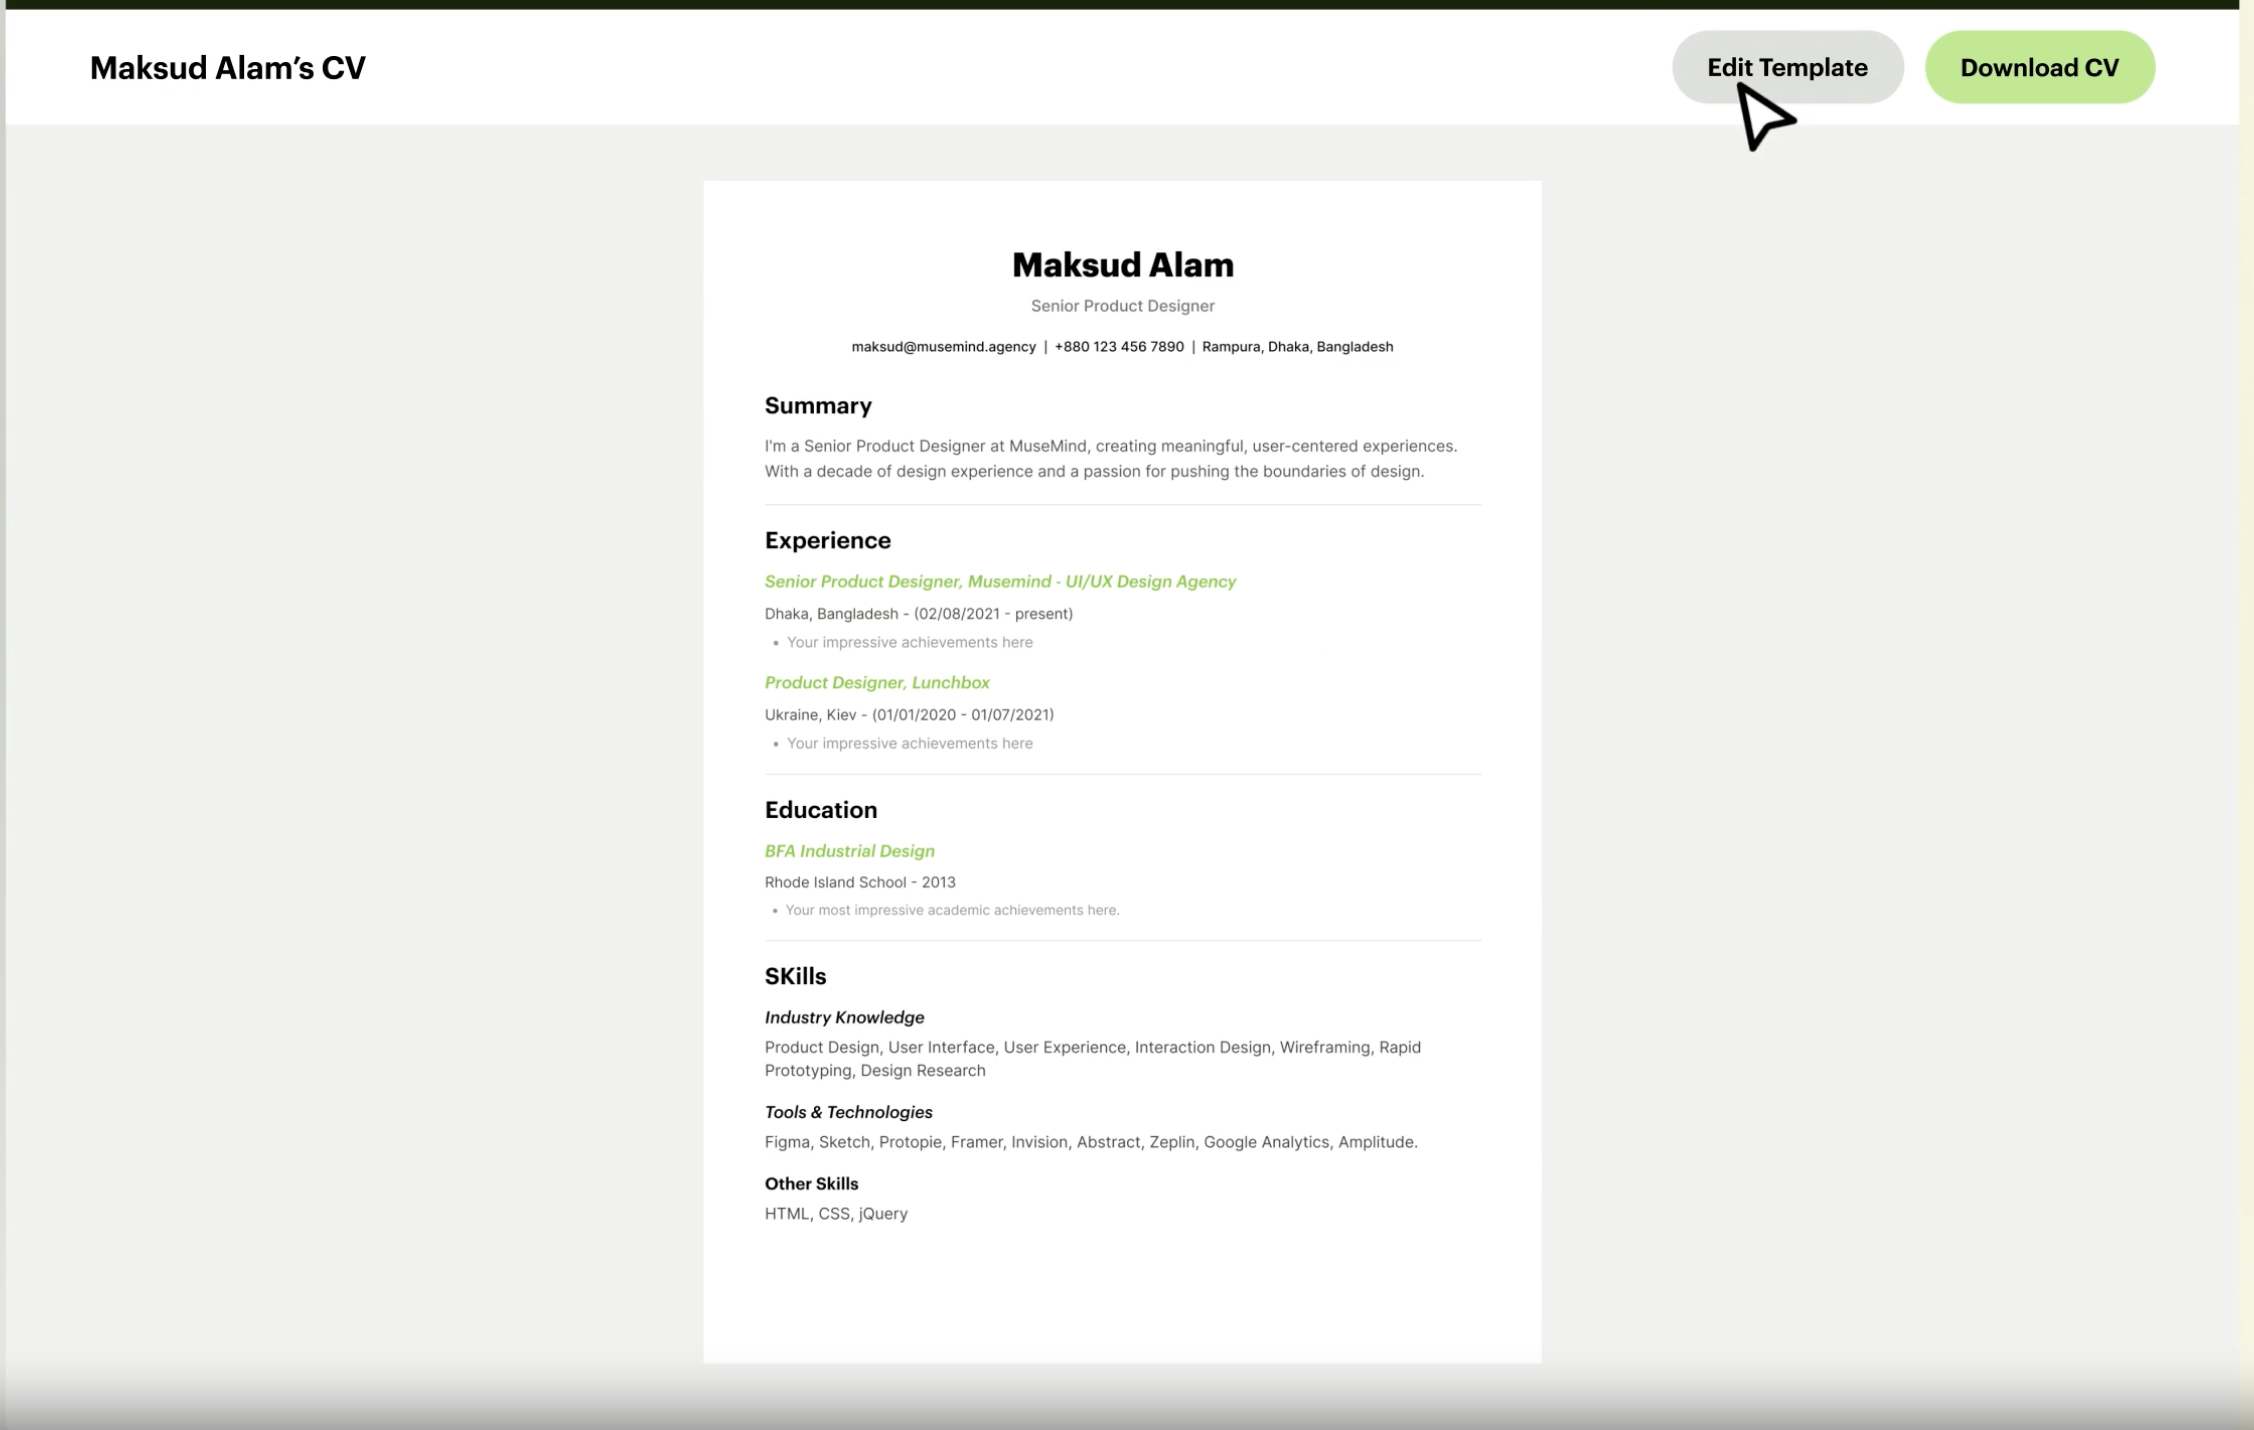 Maksud Alam’s CV
Edit Template
Download CV
Maksud Alam
Senior Product Designer
maksud@musemind.agency | +880 123 456 7890 | Rampura, Dhaka, Bangladesh
Summary
I'm a Senior Product Designer at MuseMind, creating meaningful, user-centered experiences.
With a decade of design experience and a passion for pushing the boundaries of design.
Experience
Senior Product Designer, Musemind - UI/UX Design Agency
Dhaka, Bangladesh - (02/08/2021 - present)
• Your impressive achievements here
Product Designer, Lunchbox
Ukraine, Kiev - (01/01/2020 - 01/07/2021)
• Your impressive achievements here
Education
BFA Industrial Design
Rhode Island School - 2013
• Your most impressive academic achievements here.
SKills
Industry Knowledge
Product Design, User Interface, User Experience, Interaction Design, Wireframing, Rapid
Prototyping, Design Research
Tools & Technologies
Figma, Sketch, Protopie, Framer, Invision, Abstract, Zeplin, Google Analytics, Amplitude.
Other Skills
HTML, CSS, jQuery